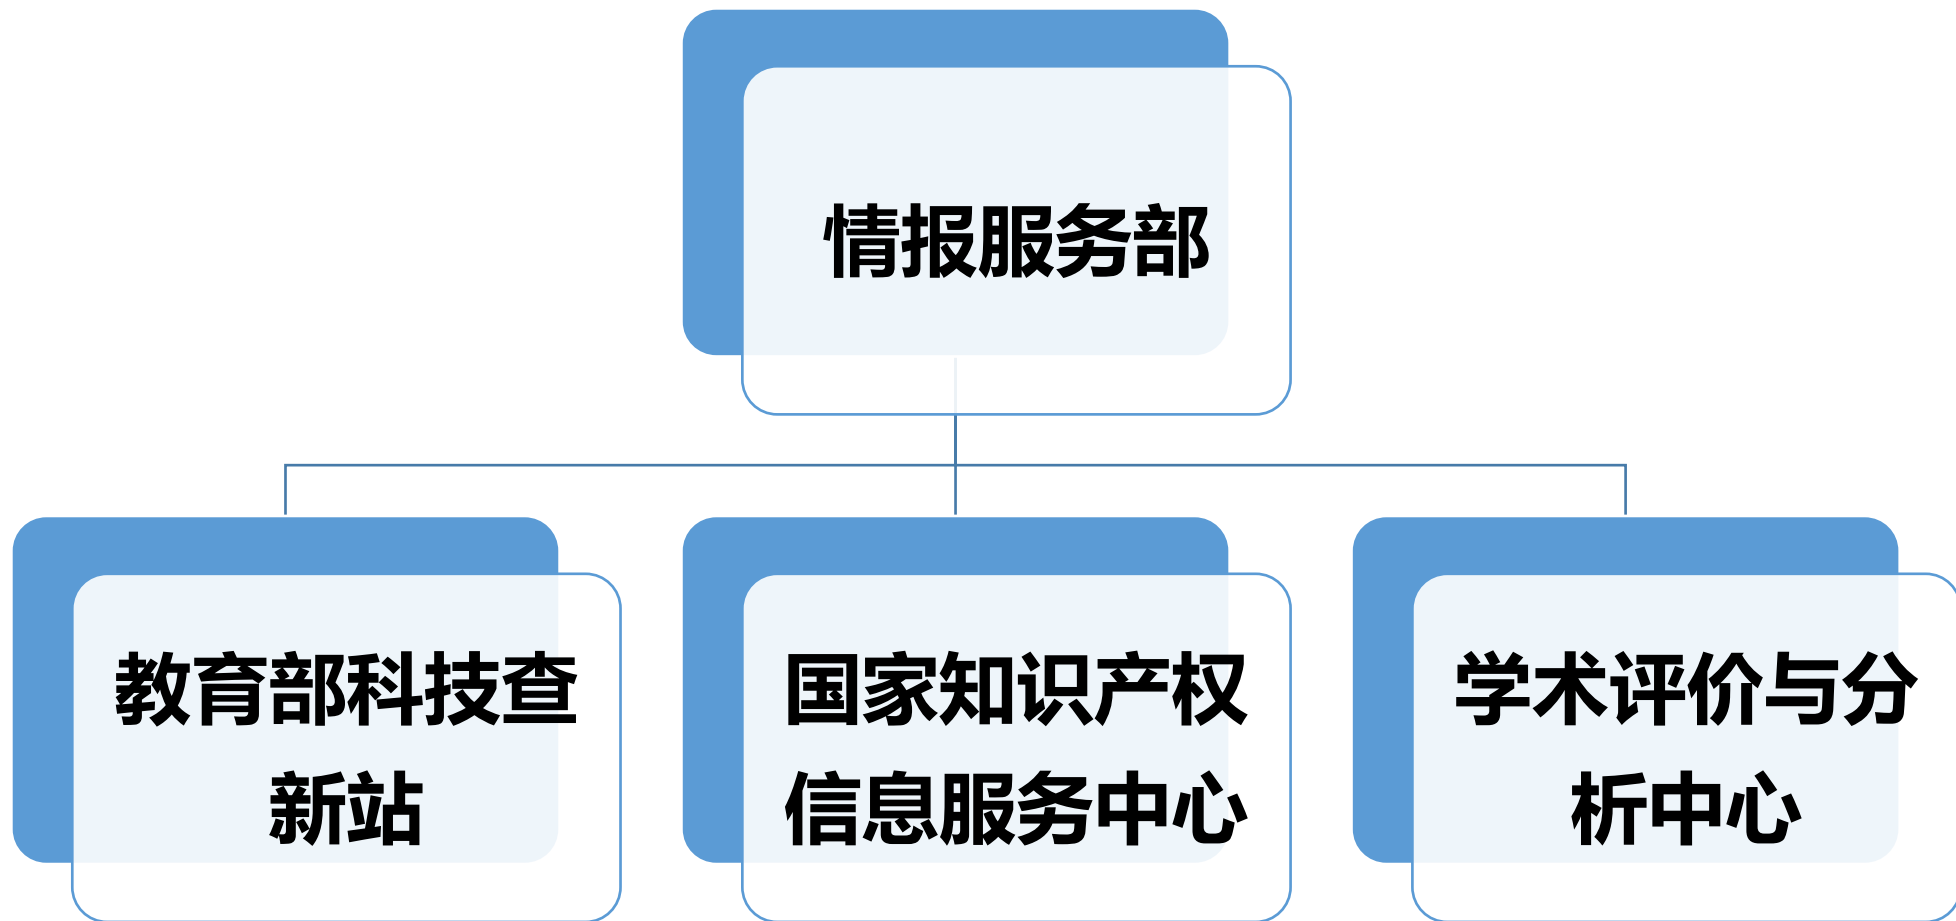 情报服务部
教育部科技查
新站
国家知识产权
信息服务中心
学术评价与分
析中心